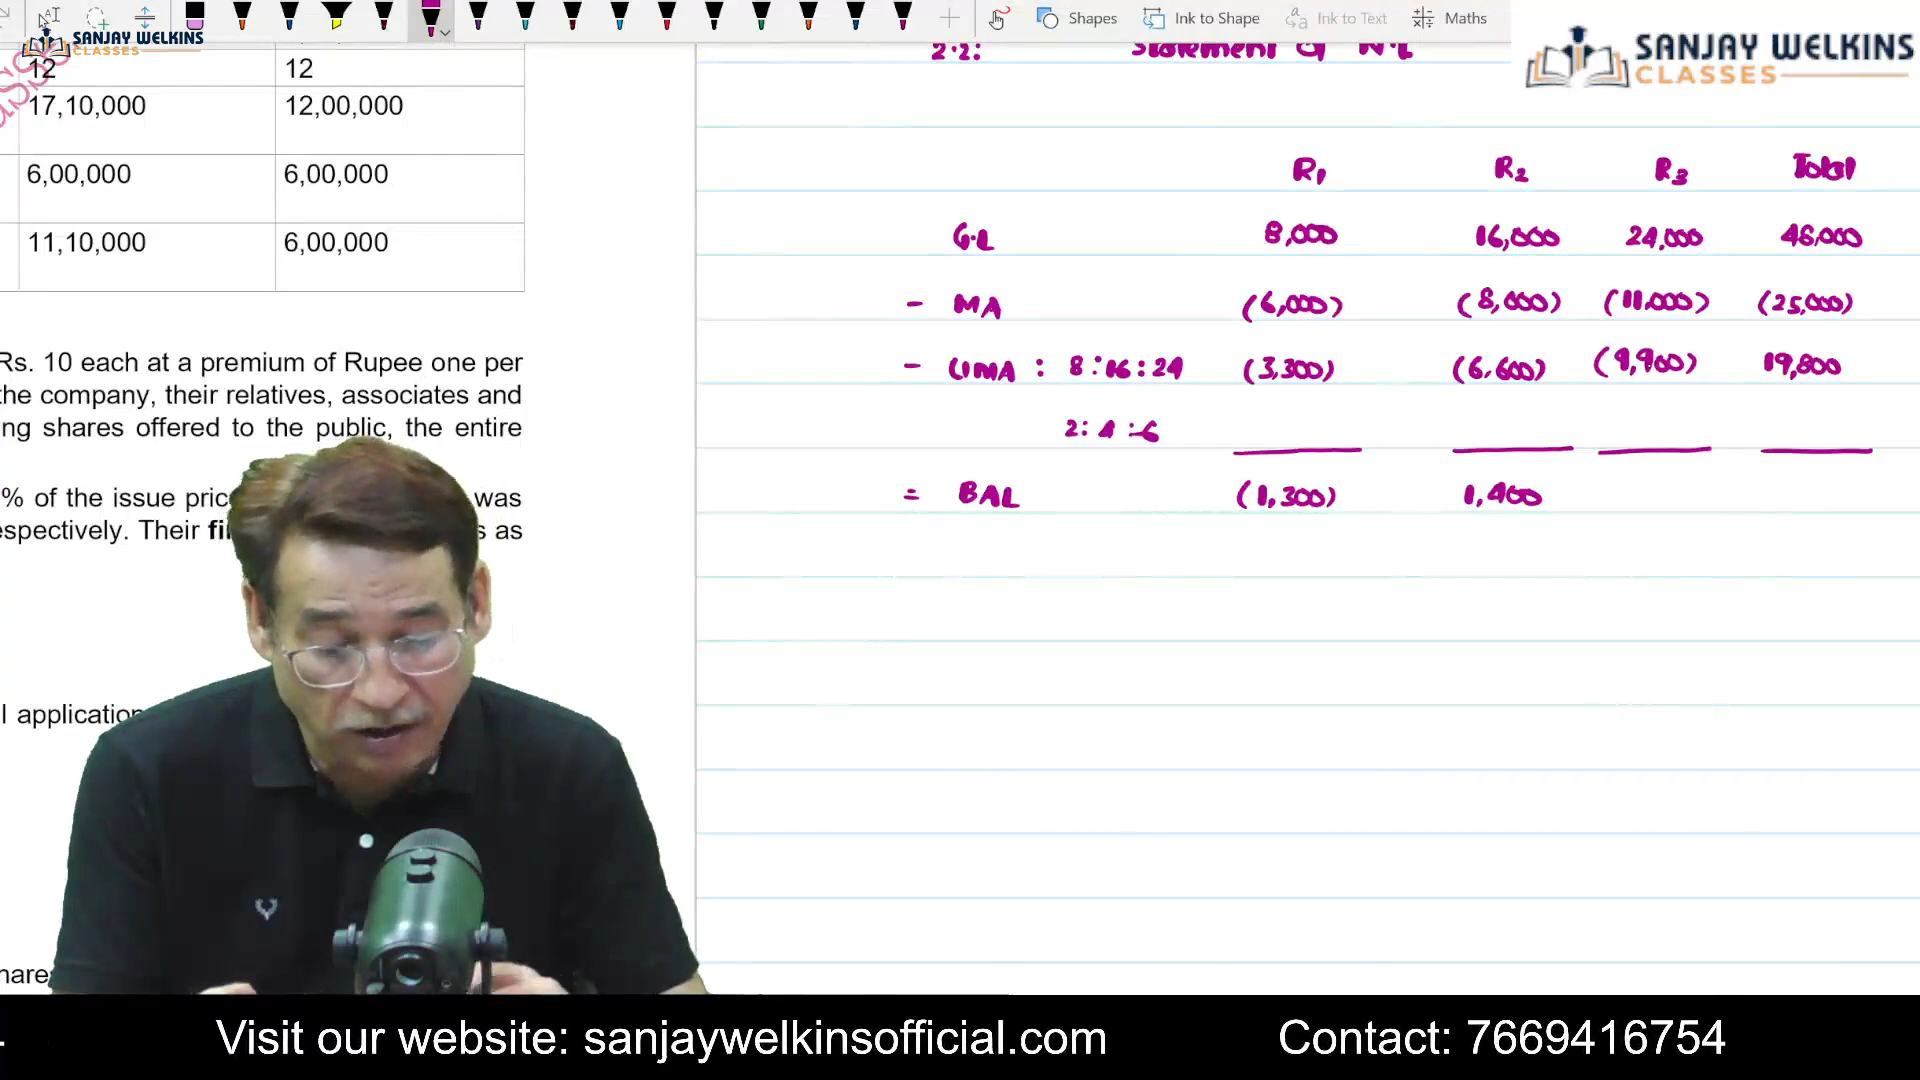 Shapes Ink to Shape Ink to Text Maths
SANJAY WELKINS
CLASSES
SANJAY WELKINS
CLASSES
12 12
17,10,000 12,00,000
6,00,000 6,00,000
11,10,000 6,00,000
Rs. 10 each at a premium of Rupee one per
the company, their relatives, associates and
ng shares offered to the public, the entire
% of the issue pric was
espectively. Their fi s as
l application
hare
2.2: Statement of N.L
R1 R2 R3 Total
G.L 8,000 16,000 24,000 48,000
- MA (6,000) (8,000) (11,000) (25,000)
- UMA : 8:16:24 (3,300) (6,600) (9,900) 19,800
2:4:6
= BAL (1,300) 1,400
Visit our website: sanjaywelkinsofficial.com Contact: 7669416754